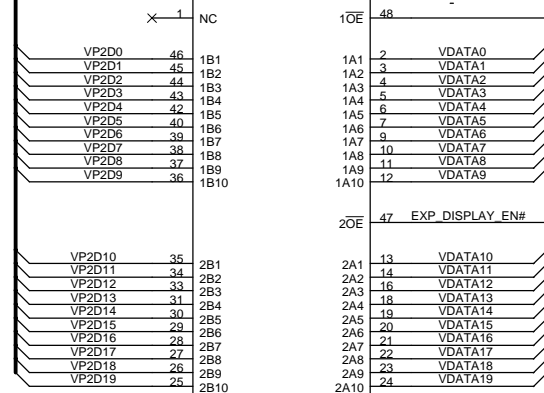 1 NC 1OE 48
VP2D0 46 1B1 1A1 2 VDATA0
VP2D1 45 1B2 1A2 3 VDATA1
VP2D2 44 1B3 1A3 4 VDATA2
VP2D3 43 1B4 1A4 5 VDATA3
VP2D4 42 1B5 1A5 6 VDATA4
VP2D5 40 1B6 1A6 7 VDATA5
VP2D6 39 1B7 1A7 9 VDATA6
VP2D7 38 1B8 1A8 10 VDATA7
VP2D8 37 1B9 1A9 11 VDATA8
VP2D9 36 1B10 1A10 12 VDATA9
2OE 47 EXP_DISPLAY_EN#
VP2D10 35 2B1 2A1 13 VDATA10
VP2D11 34 2B2 2A2 14 VDATA11
VP2D12 33 2B3 2A3 16 VDATA12
VP2D13 31 2B4 2A4 18 VDATA13
VP2D14 30 2B5 2A5 19 VDATA14
VP2D15 29 2B6 2A6 20 VDATA15
VP2D16 28 2B7 2A7 21 VDATA16
VP2D17 27 2B8 2A8 22 VDATA17
VP2D18 26 2B9 2A9 23 VDATA18
VP2D19 25 2B10 2A10 24 VDATA19